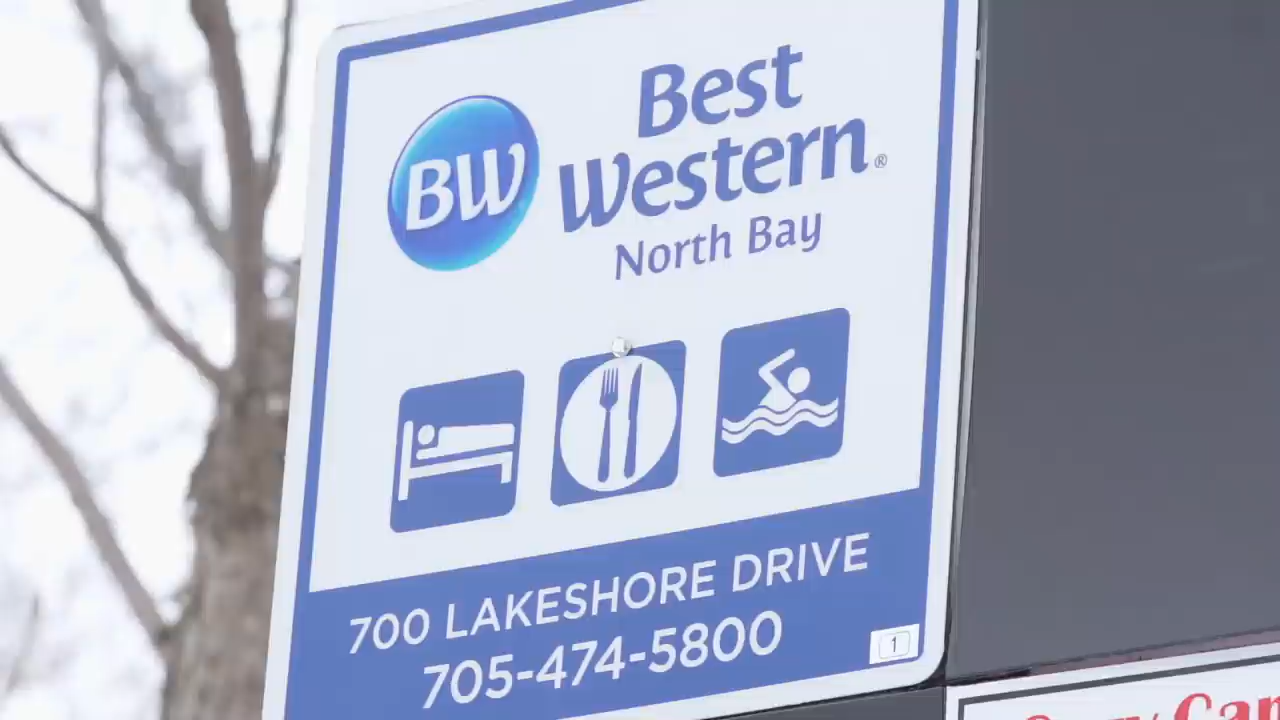 BW
Best
Western®
North Bay
700 LAKESHORE DRIVE
705-474-5800
1